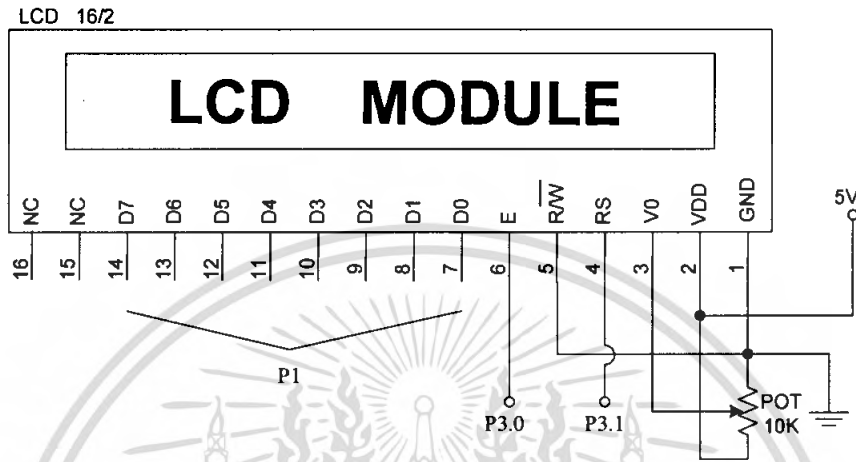 LCD 16/2
LCD MODULE
NC NC D7 D6 D5 D4 D3 D2 D1 D0 E R/W RS V0 VDD GND
16 15 14 13 12 11 10 9 8 7 6 5 4 3 2 1
5V
P1
P3.0
P3.1
POT
10K